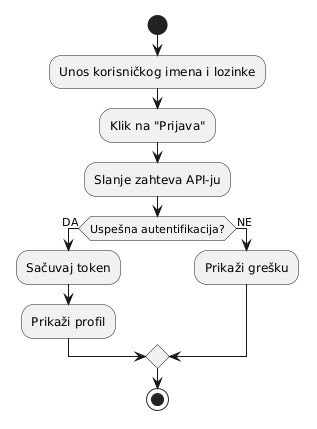 Unos korisničkog imena i lozinke
Klik na "Prijava"
Slanje zahteva API-ju
Uspešna autentifikacija?
DA
NE
Sačuvaj token
Prikaži grešku
Prikaži profil